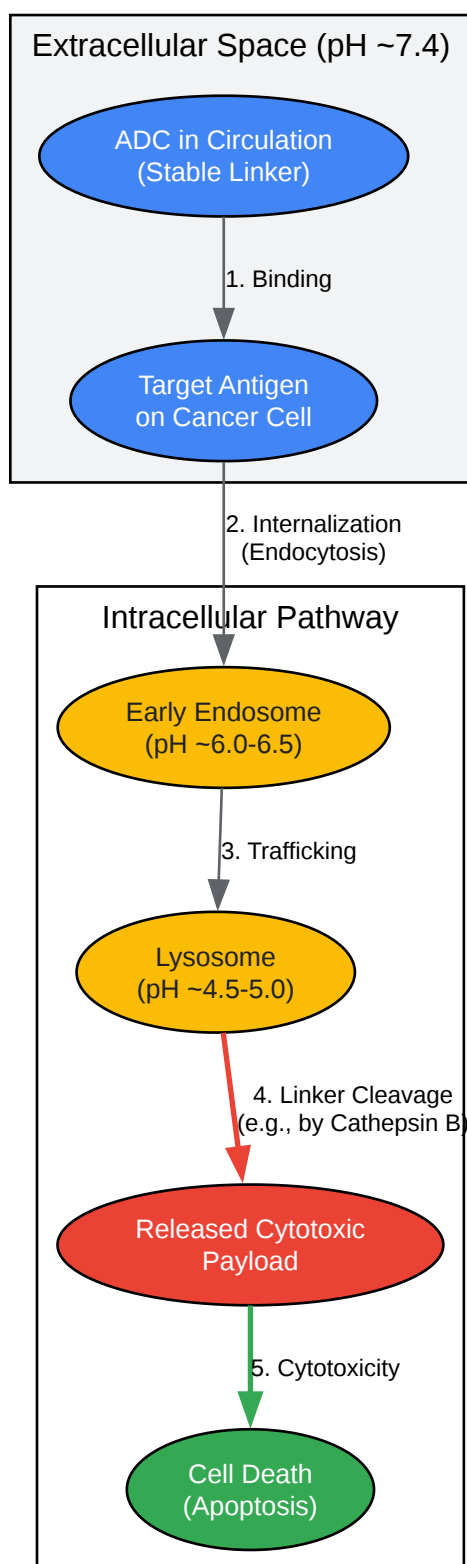 Extracellular Space (pH ~7.4)
ADC in Circulation
(Stable Linker)
1. Binding
Target Antigen
on Cancer Cell
2. Internalization
(Endocytosis)
Intracellular Pathway
Early Endosome
(pH ~6.0-6.5)
3. Trafficking
Lysosome
(pH ~4.5-5.0)
4. Linker Cleavage
(e.g., by Cathepsin B)
Released Cytotoxic
Payload
5. Cytotoxicity
Cell Death
(Apoptosis)